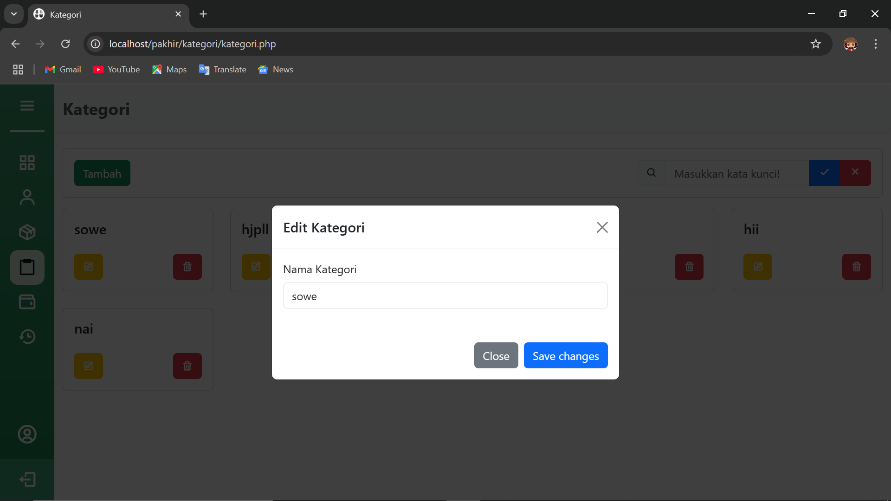 Kategori
localhost/pakhir/kategori/kategori.php
Gmail YouTube Maps Translate News
Kategori
Tambah
Masukkan kata kunci!
sowe
hjpll
hii
nai
Edit Kategori
Nama Kategori
sowe
Close Save changes